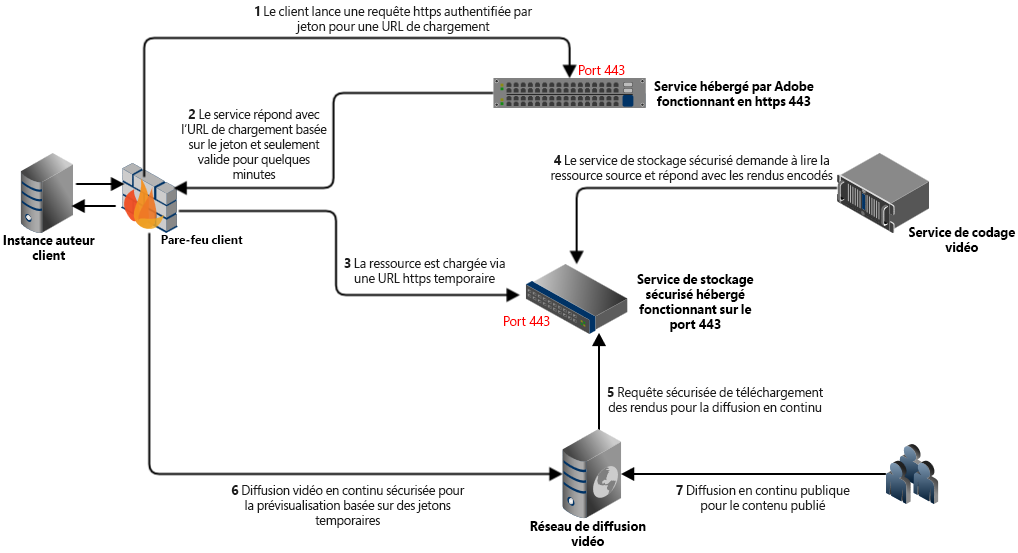 1 Le client lance une requête https authentifiée par
jeton pour une URL de chargement
Port 443
Service hébergé par Adobe
fonctionnant en https 443
2 Le service répond avec
l'URL de chargement basée
sur le jeton et seulement
valide pour quelques
minutes
4 Le service de stockage sécurisé demande à lire la
ressource source et répond avec les rendus encodés
Instance auteur
client
Pare-feu client
Service de codage
vidéo
3 La ressource est chargée via
une URL https temporaire
Service de stockage
sécurisé hébergé
fonctionnant sur le
port 443
Port 443
5 Requête sécurisée de téléchargement
des rendus pour la diffusion en continu
6 Diffusion vidéo en continu sécurisée pour
la prévisualisation basée sur des jetons
temporaires
7 Diffusion en continu publique
pour le contenu publié
Réseau de diffusion
vidéo